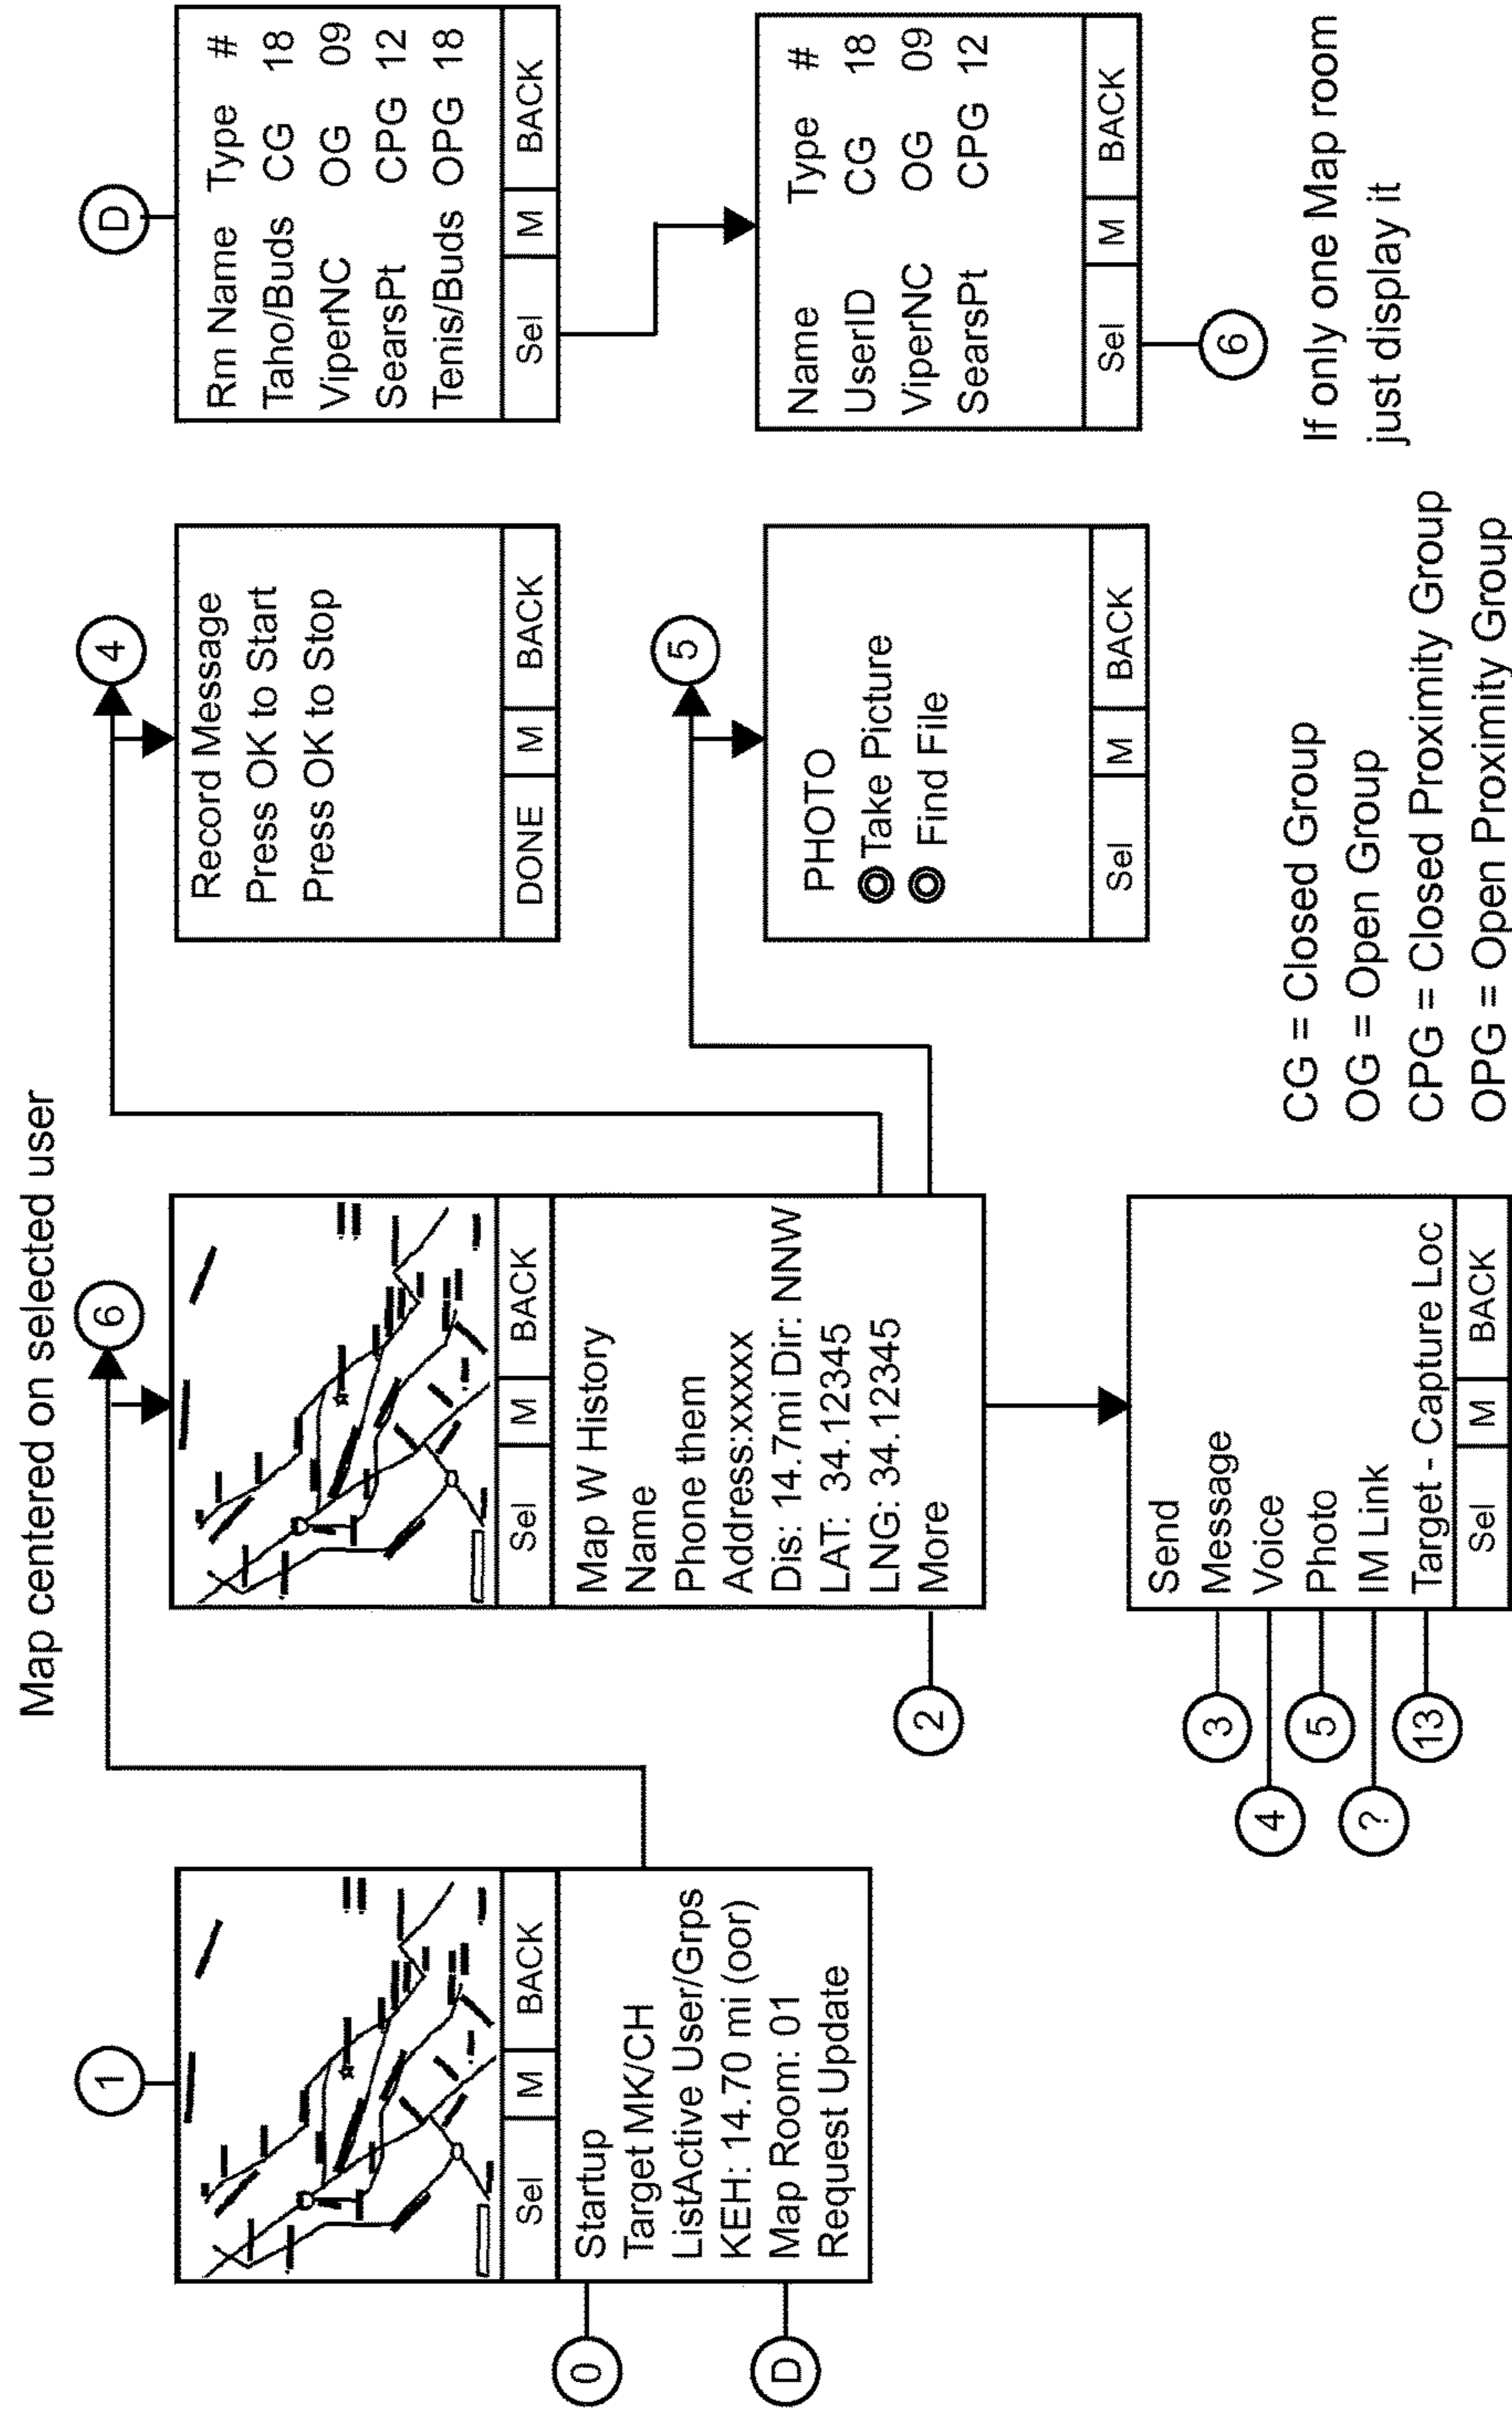 Map centered on selected user
1
Sel M BACK
Startup
Target MK/CH
ListActive User/Grps
KEH: 14.70 mi (oor)
Map Room: 01
Request Update
0
D
6
Sel M BACK
Map W History
Name
Phone them
Address:xxxxx
Dis: 14.7mi Dir: NNW
LAT: 34.12345
LNG: 34.12345
More
2
Send
Message
Voice
Photo
IM Link
Target - Capture Loc
Sel M BACK
3
4
5
?
13
4
Record Message
Press OK to Start
Press OK to Stop
DONE M BACK
5
PHOTO
Take Picture
Find File
Sel M BACK
CG = Closed Group
OG = Open Group
CPG = Closed Proximity Group
OPG = Open Proximity Group
D
Rm Name Type #
Taho/Buds CG 18
ViperNC OG 09
SearsPt CPG 12
Tenis/Buds OPG 18
Sel M BACK
Name Type #
UserID CG 18
ViperNC OG 09
SearsPt CPG 12
Sel M BACK
6
If only one Map room
just display it